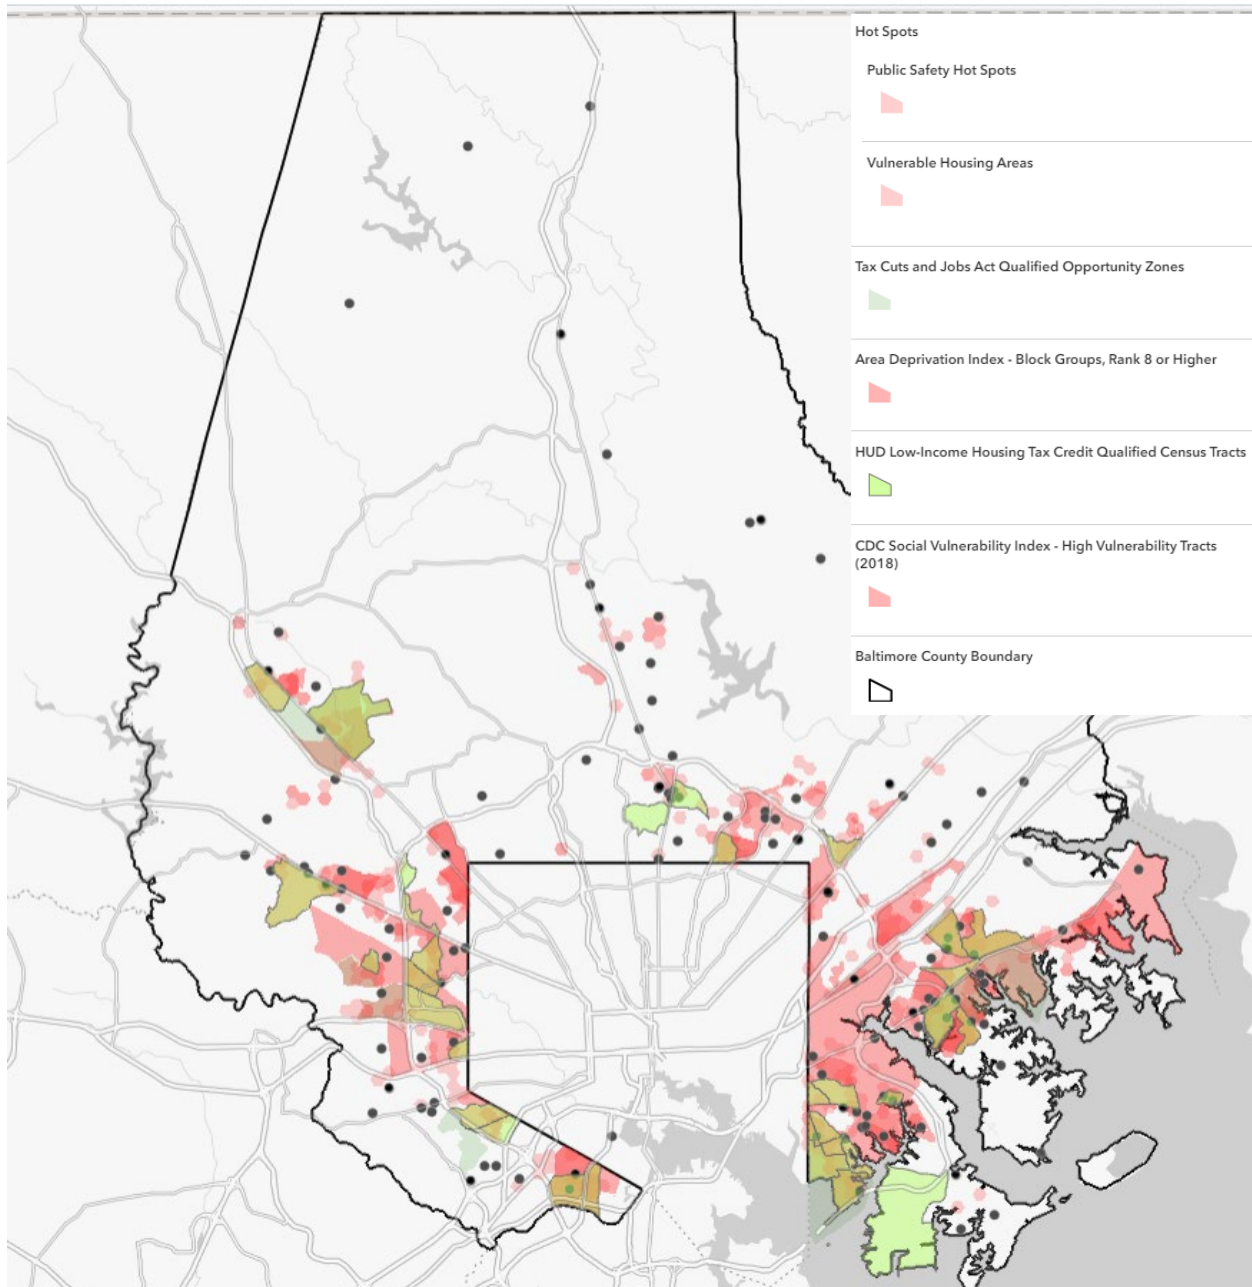 Hot Spots
Public Safety Hot Spots
Vulnerable Housing Areas
Tax Cuts and Jobs Act Qualified Opportunity Zones
Area Deprivation Index - Block Groups, Rank 8 or Higher
HUD Low-Income Housing Tax Credit Qualified Census Tracts
CDC Social Vulnerability Index - High Vulnerability Tracts
(2018)
Baltimore County Boundary